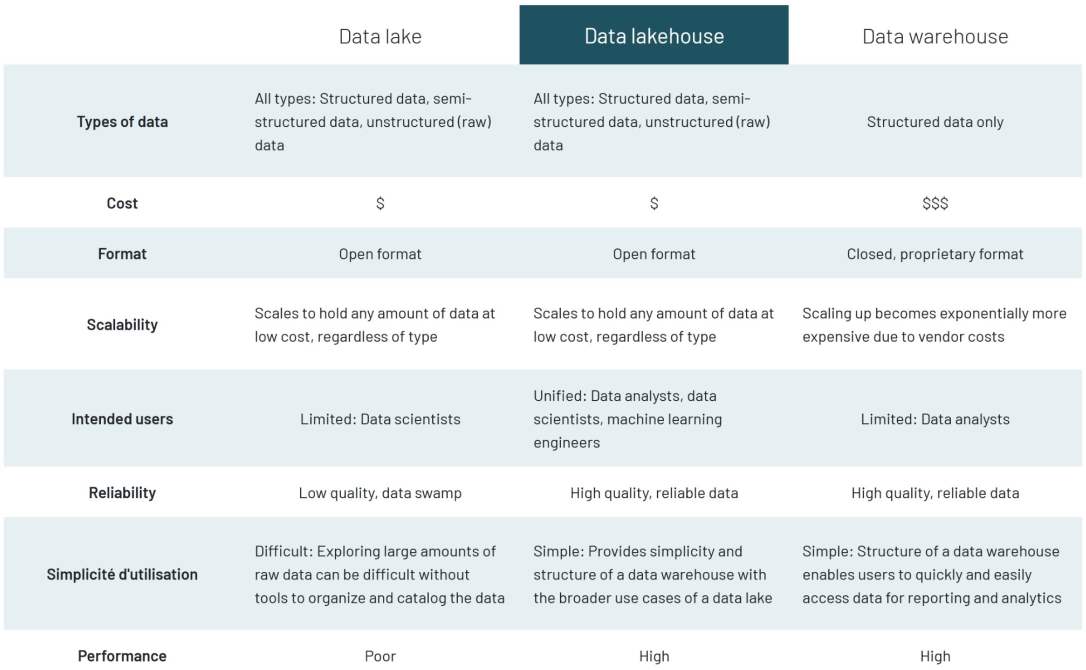 Data lake
Data lakehouse
Data warehouse
Types of data
All types: Structured data, semi-
structured data, unstructured (raw)
data
All types: Structured data, semi-
structured data, unstructured (raw)
data
Structured data only
Cost
$
$
$$$
Format
Open format
Open format
Closed, proprietary format
Scalability
Scales to hold any amount of data at
low cost, regardless of type
Scales to hold any amount of data at
low cost, regardless of type
Scaling up becomes exponentially more
expensive due to vendor costs
Intended users
Limited: Data scientists
Unified: Data analysts, data
scientists, machine learning
engineers
Limited: Data analysts
Reliability
Low quality, data swamp
High quality, reliable data
High quality, reliable data
Simplicité d'utilisation
Difficult: Exploring large amounts of
raw data can be difficult without
tools to organize and catalog the data
Simple: Provides simplicity and
structure of a data warehouse with
the broader use cases of a data lake
Simple: Structure of a data warehouse
enables users to quickly and easily
access data for reporting and analytics
Performance
Poor
High
High